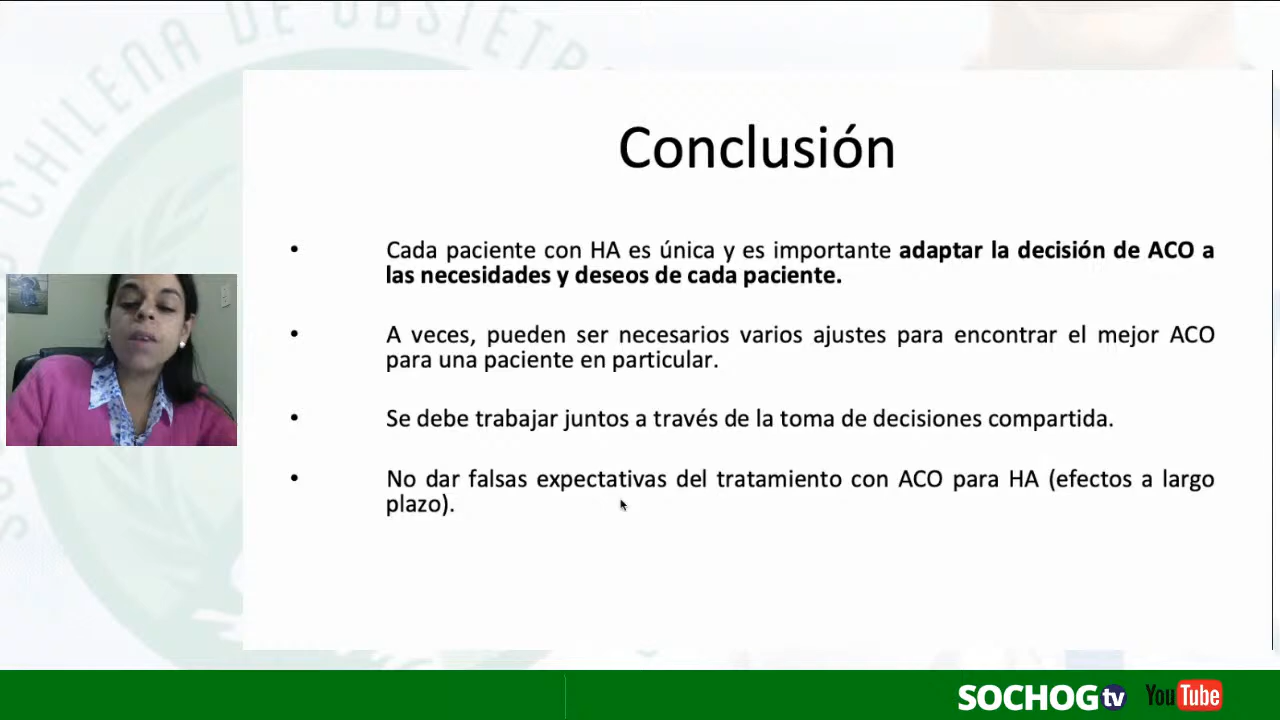 CHILENA DE OBSTETR
Conclusión
• Cada paciente con HA es única y es importante adaptar la decisión de ACO a
las necesidades y deseos de cada paciente.
• A veces, pueden ser necesarios varios ajustes para encontrar el mejor ACO
para una paciente en particular.
• Se debe trabajar juntos a través de la toma de decisiones compartida.
• No dar falsas expectativas del tratamiento con ACO para HA (efectos a largo
plazo).
SOCHOG tv YouTube